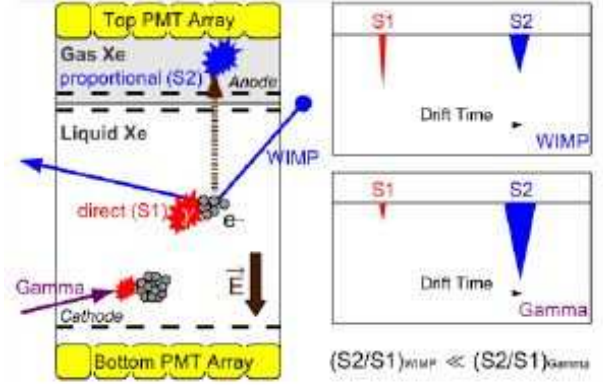 Top PMT Array
Gas Xe
proportional (S2)
Anode
Liquid Xe
WIMP
direct (S1)
γ
e-
Gamma
E
Cathode
Bottom PMT Array
S1 S2
Drift Time
WIMP
S1 S2
Drift Time
Gamma
(S2/S1)WIMP ≪ (S2/S1)Gamma